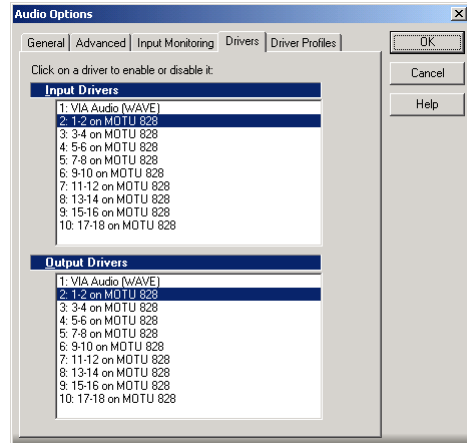 Audio Options
General Advanced Input Monitoring Drivers Driver Profiles
OK
Cancel
Help
Click on a driver to enable or disable it:
Input Drivers
1: VIA Audio (WAVE)
2: 1-2 on MOTU 828
3: 3-4 on MOTU 828
4: 5-6 on MOTU 828
5: 7-8 on MOTU 828
6: 9-10 on MOTU 828
7: 11-12 on MOTU 828
8: 13-14 on MOTU 828
9: 15-16 on MOTU 828
10: 17-18 on MOTU 828
Output Drivers
1: VIA Audio (WAVE)
2: 1-2 on MOTU 828
3: 3-4 on MOTU 828
4: 5-6 on MOTU 828
5: 7-8 on MOTU 828
6: 9-10 on MOTU 828
7: 11-12 on MOTU 828
8: 13-14 on MOTU 828
9: 15-16 on MOTU 828
10: 17-18 on MOTU 828